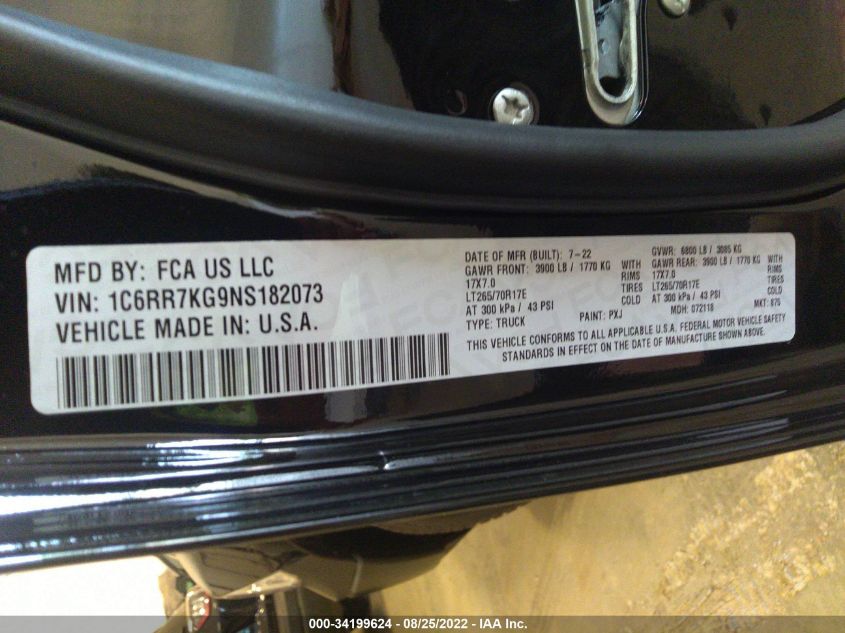 MFD BY: FCA US LLC
VIN: 1C6RR7KG9NS182073
VEHICLE MADE IN: U.S.A.
DATE OF MFR (BUILT): 7-22 GVWR: 6800 LB / 3085 KG
GAWR FRONT: 3900 LB / 1770 KG WITH GAWR REAR: 3900 LB / 1770 KG WITH
17X7.0 RIMS 17X7.0 RIMS
LT265/70R17E TIRES LT265/70R17E TIRES
AT 300 kPa / 43 PSI COLD AT 300 kPa / 43 PSI COLD
TYPE: TRUCK PAINT: PXJ MDH: 072118 MKT: 875
THIS VEHICLE CONFORMS TO ALL APPLICABLE U.S.A. FEDERAL MOTOR VEHICLE SAFETY
STANDARDS IN EFFECT ON THE DATE OF MANUFACTURE SHOWN ABOVE.
000-34199624 / 08/25/2022 - IAA Inc.